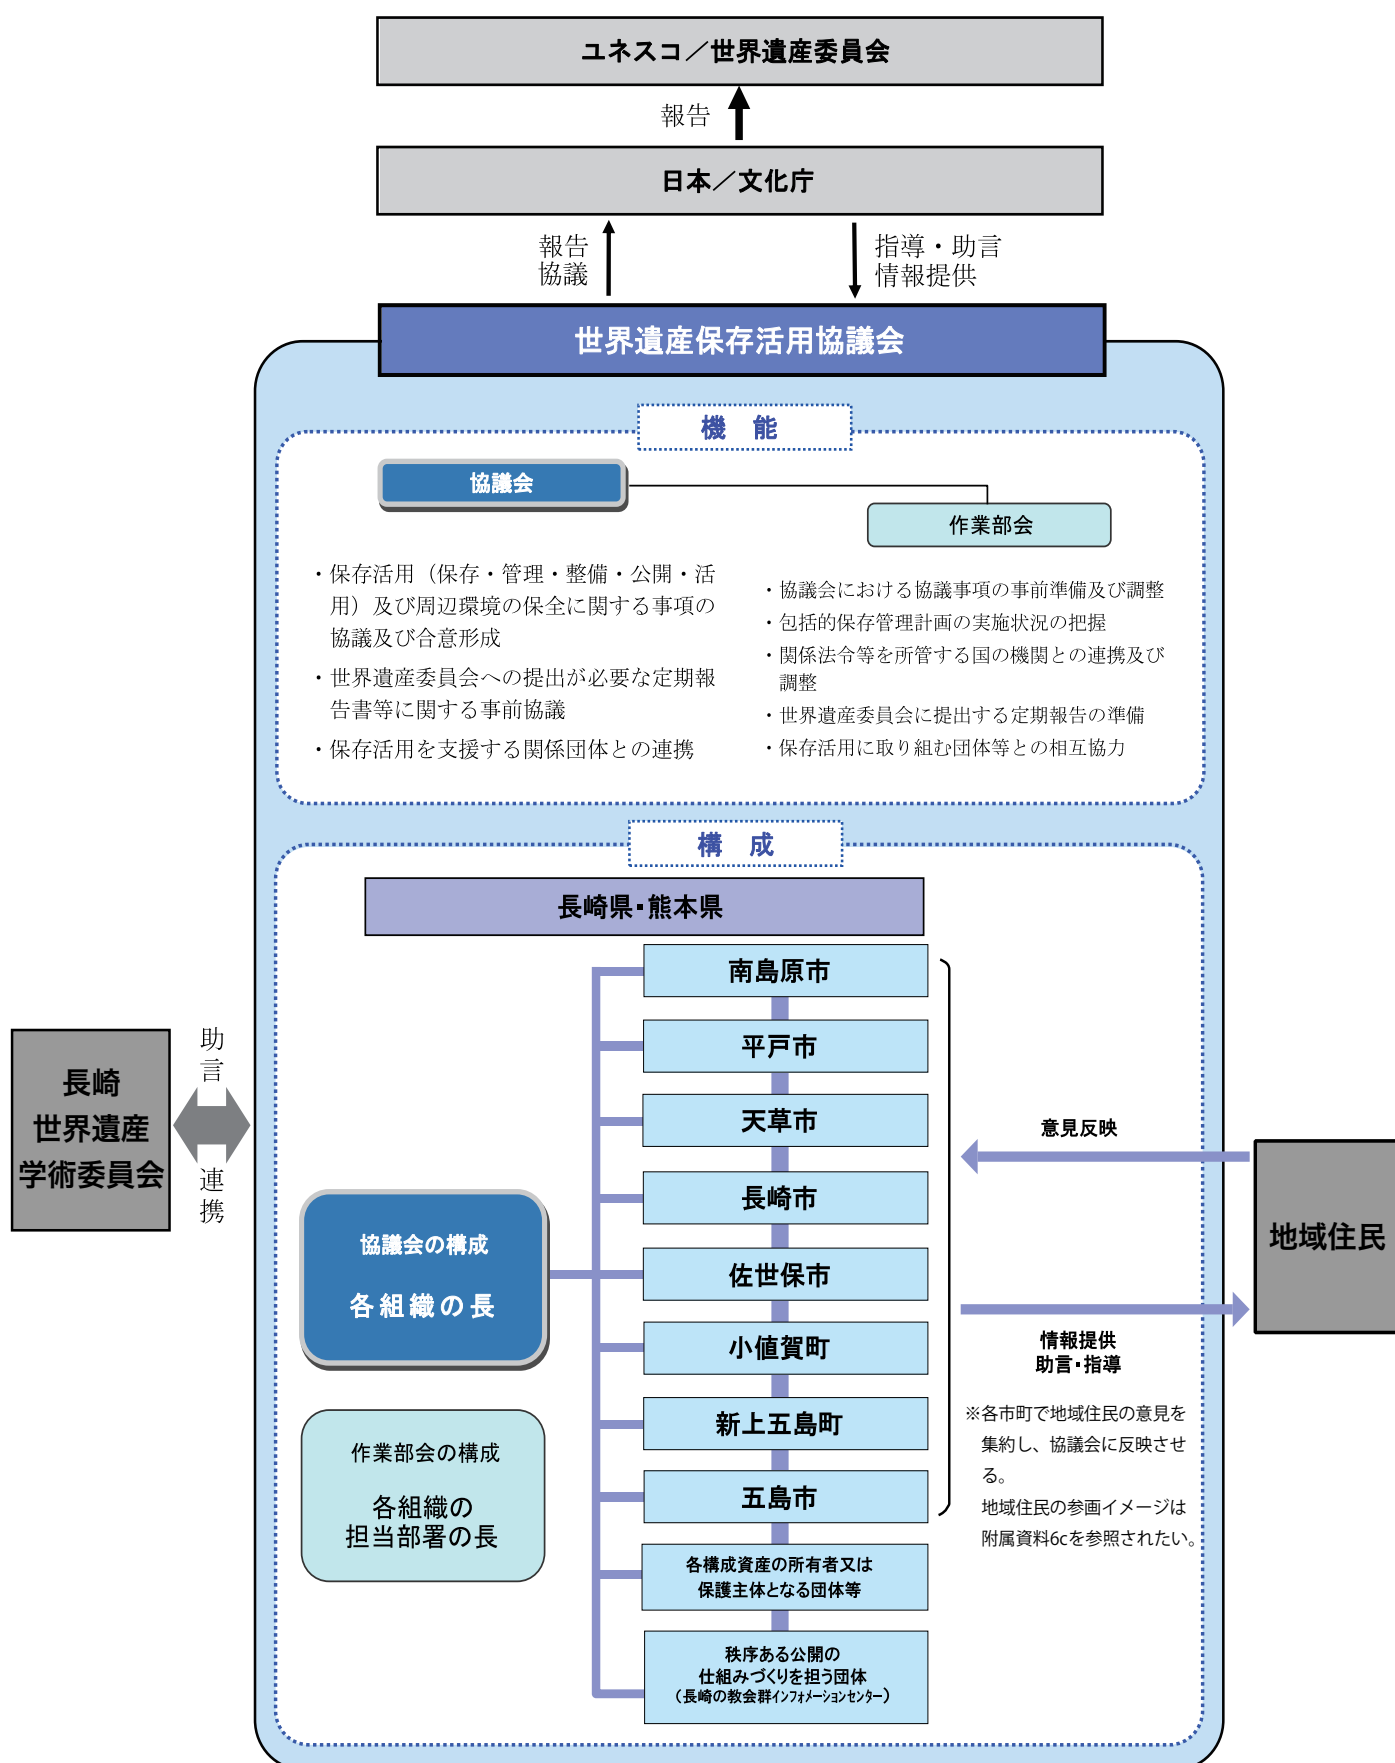 ユネスコ／世界遺産委員会
報告
日本／文化庁
報告
協議
指導・助言
情報提供
世界遺産保存活用協議会
機　能
協議会
作業部会
・保存活用（保存・管理・整備・公開・活
用）及び周辺環境の保全に関する事項の
協議及び合意形成
・世界遺産委員会への提出が必要な定期報
告書等に関する事前協議
・保存活用を支援する関係団体との連携
・協議会における協議事項の事前準備及び調整
・包括的保存管理計画の実施状況の把握
・関係法令等を所管する国の機関との連携及び
調整
・世界遺産委員会に提出する定期報告の準備
・保存活用に取り組む団体等との相互協力
構　成
長崎県・熊本県
南島原市
平戸市
天草市
長崎市
佐世保市
小値賀町
新上五島町
五島市
各構成資産の所有者又は
保護主体となる団体等
秩序ある公開の
仕組みづくりを担う団体
（長崎の教会群インフォメーションセンター）
協議会の構成
各組織の長
作業部会の構成
各組織の
担当部署の長
長崎
世界遺産
学術委員会
助言
連携
意見反映
地域住民
情報提供
助言・指導
※各市町で地域住民の意見を
集約し、協議会に反映させ
る。
地域住民の参画イメージは
附属資料6cを参照されたい。